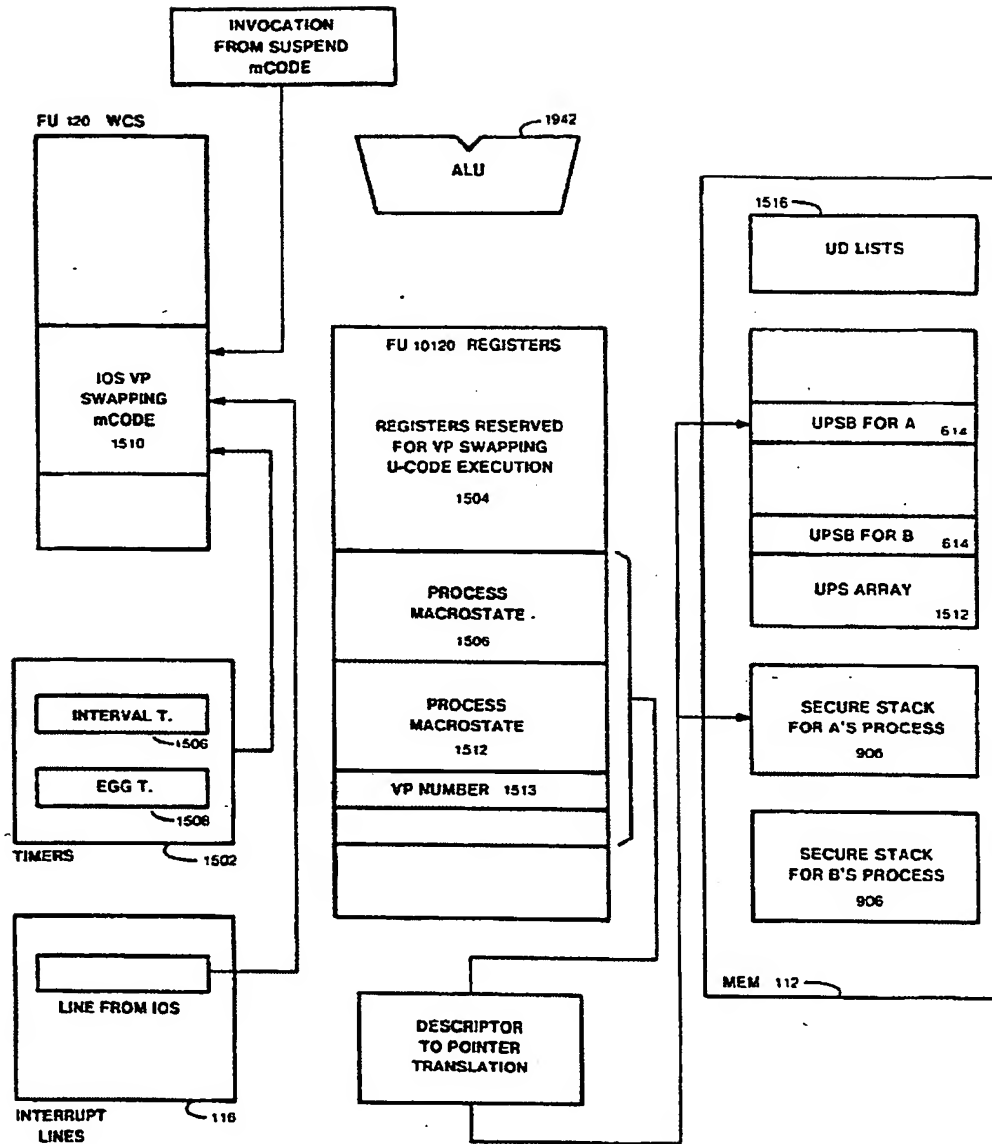 INVOCATION
FROM SUSPEND
mCODE
FU 120 WCS
1942
ALU
1516
UD LISTS
FU 10120 REGISTERS
IOS VP
SWAPPING
mCODE
1510
REGISTERS RESERVED
FOR VP SWAPPING
U-CODE EXECUTION
1504
UPSB FOR A 614
UPSB FOR B 614
UPS ARRAY
1512
PROCESS
MACROSTATE
1506
INTERVAL T.
1506
EGG T.
1508
TIMERS
1502
PROCESS
MACROSTATE
1512
VP NUMBER 1513
SECURE STACK
FOR A'S PROCESS
906
SECURE STACK
FOR B'S PROCESS
906
LINE FROM IOS
INTERRUPT
LINES
116
DESCRIPTOR
TO POINTER
TRANSLATION
MEM 112